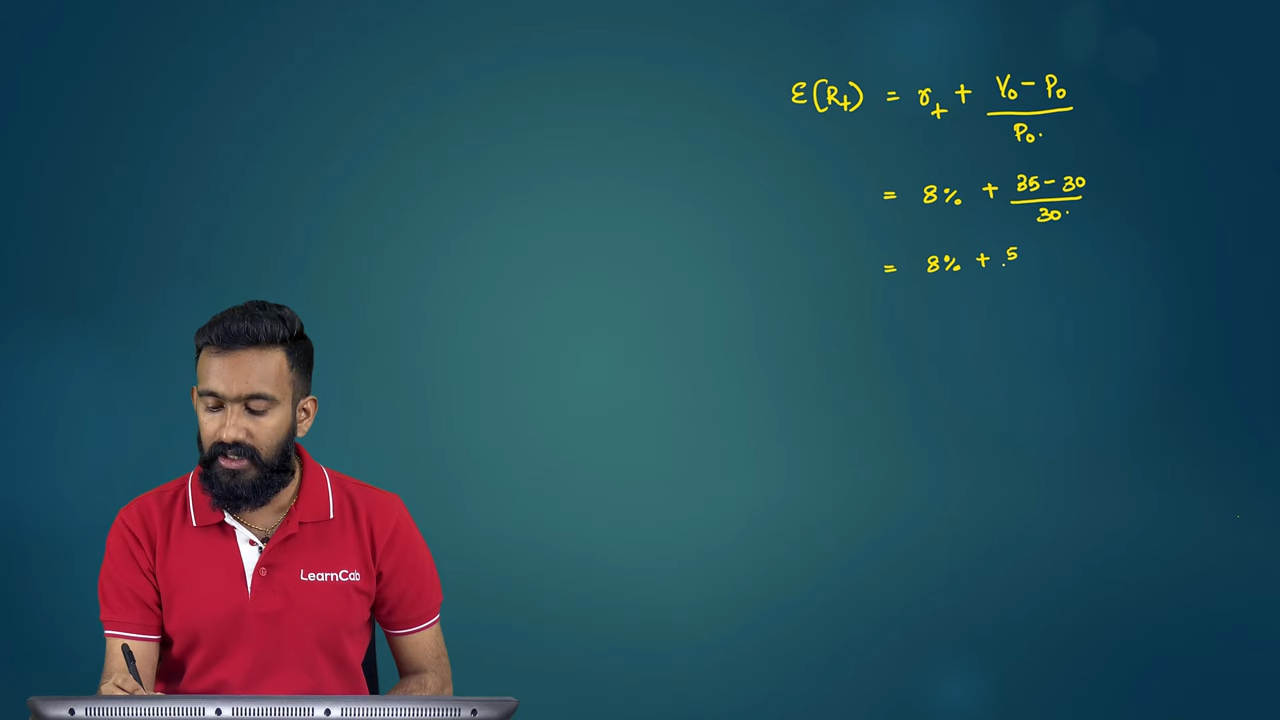 E(Rt) = rt + V0 - P0 / P0.
= 8% + 35 - 30 / 30.
= 8% + .5
LearnCab